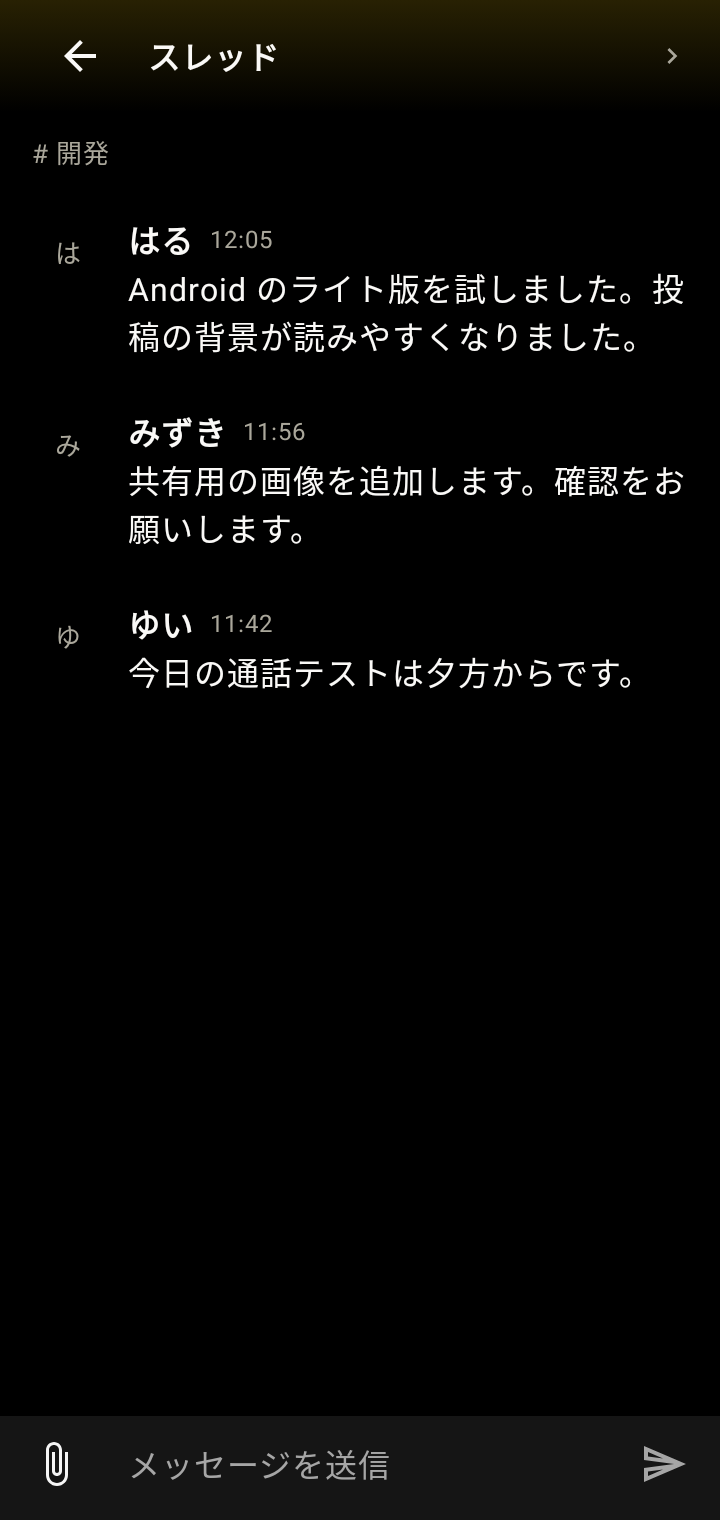 スレッド
# 開発
は
はる 12:05
Android のライト版を試しました。投
稿の背景が読みやすくなりました。
み
みずき 11:56
共有用の画像を追加します。確認をお
願いします。
ゆ
ゆい 11:42
今日の通話テストは夕方からです。
メッセージを送信